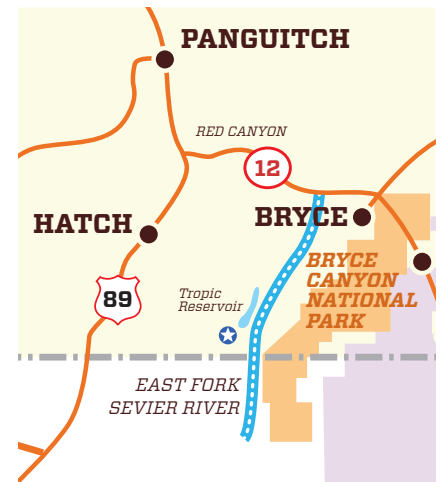 PANGUITCH
RED CANYON
12
HATCH
BRYCE
BRYCE
CANYON
NATIONAL
PARK
89
Tropic
Reservoir
EAST FORK
SEVIER RIVER